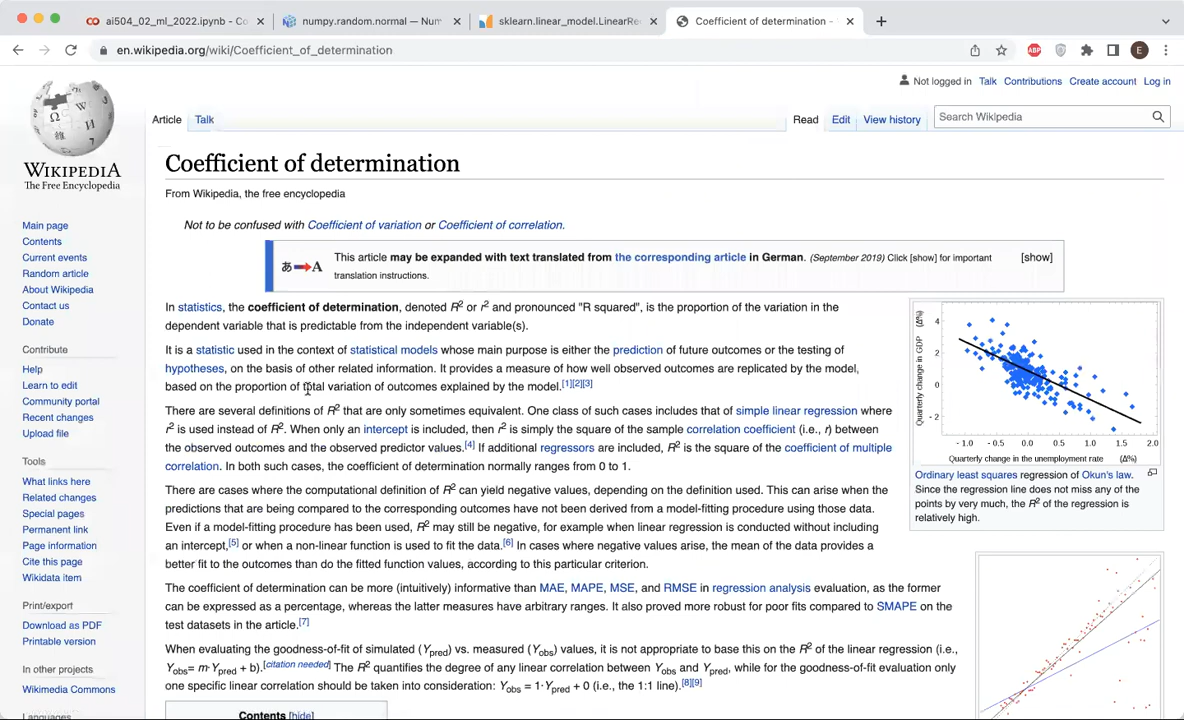 ai504_02_ml_2022.ipynb - Co
numpy.random.normal — Num
sklearn.linear_model.LinearRe
Coefficient of determination -
en.wikipedia.org/wiki/Coefficient_of_determination
ABP
E
Not logged in Talk Contributions Create account Log in
Article Talk
Read Edit View history
Search Wikipedia
WIKIPEDIA
The Free Encyclopedia
Main page
Contents
Current events
Random article
About Wikipedia
Contact us
Donate
Contribute
Help
Learn to edit
Community portal
Recent changes
Upload file
Tools
What links here
Related changes
Special pages
Permanent link
Page information
Cite this page
Wikidata item
Print/export
Download as PDF
Printable version
In other projects
Wikimedia Commons
Languages
Coefficient of determination
From Wikipedia, the free encyclopedia
Not to be confused with Coefficient of variation or Coefficient of correlation.
あ A
This article may be expanded with text translated from the corresponding article in German. (September 2019) Click [show] for important
translation instructions.
[show]
In statistics, the coefficient of determination, denoted R² or r² and pronounced "R squared", is the proportion of the variation in the
dependent variable that is predictable from the independent variable(s).
It is a statistic used in the context of statistical models whose main purpose is either the prediction of future outcomes or the testing of
hypotheses, on the basis of other related information. It provides a measure of how well observed outcomes are replicated by the model,
based on the proportion of total variation of outcomes explained by the model.[1][2][3]
There are several definitions of R² that are only sometimes equivalent. One class of such cases includes that of simple linear regression where
r² is used instead of R². When only an intercept is included, then r² is simply the square of the sample correlation coefficient (i.e., r) between
the observed outcomes and the observed predictor values.[4] If additional regressors are included, R² is the square of the coefficient of multiple
correlation. In both such cases, the coefficient of determination normally ranges from 0 to 1.
There are cases where the computational definition of R² can yield negative values, depending on the definition used. This can arise when the
predictions that are being compared to the corresponding outcomes have not been derived from a model-fitting procedure using those data.
Even if a model-fitting procedure has been used, R² may still be negative, for example when linear regression is conducted without including
an intercept,[5] or when a non-linear function is used to fit the data.[6] In cases where negative values arise, the mean of the data provides a
better fit to the outcomes than do the fitted function values, according to this particular criterion.
The coefficient of determination can be more (intuitively) informative than MAE, MAPE, MSE, and RMSE in regression analysis evaluation, as the former
can be expressed as a percentage, whereas the latter measures have arbitrary ranges. It also proved more robust for poor fits compared to SMAPE on the
test datasets in the article.[7]
When evaluating the goodness-of-fit of simulated (Ypred) vs. measured (Yobs) values, it is not appropriate to base this on the R² of the linear regression (i.e.,
Yobs= m·Ypred + b).[citation needed] The R² quantifies the degree of any linear correlation between Yobs and Ypred, while for the goodness-of-fit evaluation only
one specific linear correlation should be taken into consideration: Yobs = 1·Ypred + 0 (i.e., the 1:1 line).[8][9]
Contents [hide]
Quarterly change in GDP (Δ%)
4
2
0
- 2
- 1.0 - 0.5 0.0 0.5 1.0 1.5 2.0
Quarterly change in the unemployment rate (Δ%)
Ordinary least squares regression of Okun's law.
Since the regression line does not miss any of the
points by very much, the R² of the regression is
relatively high.